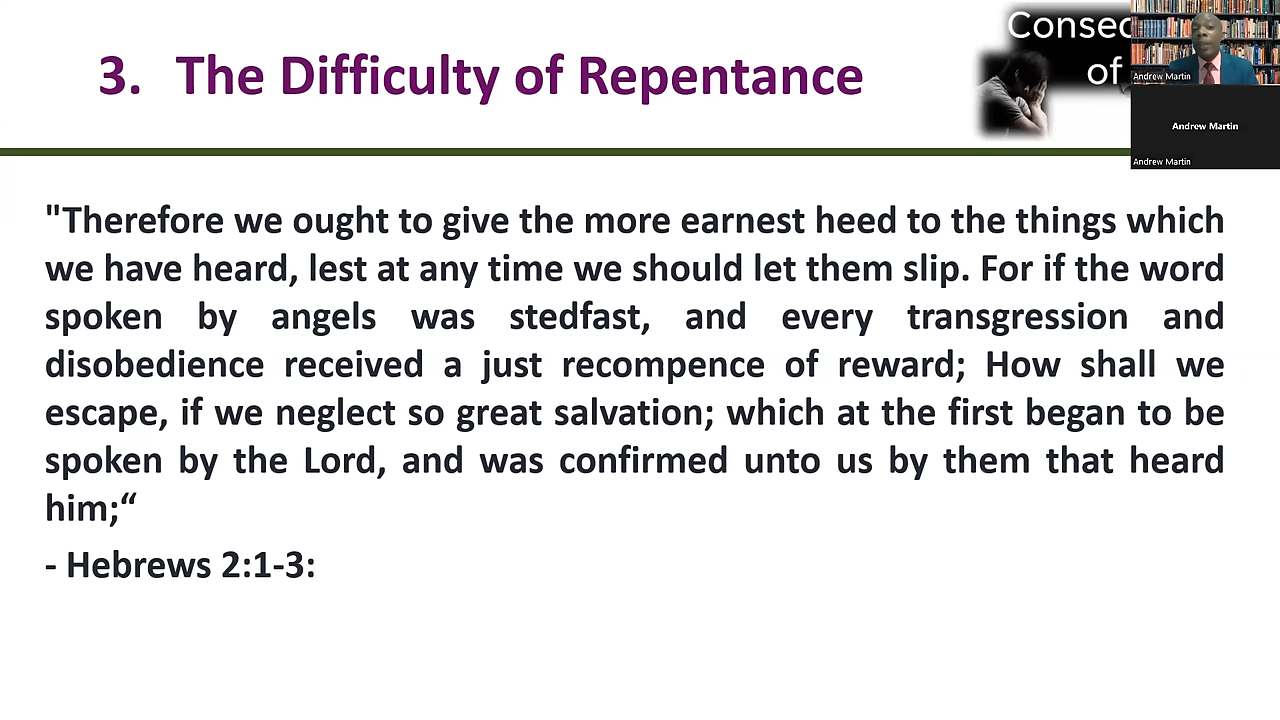 3. The Difficulty of Repentance
Consec
of
Andrew Martin
Andrew Martin
Andrew Martin
"Therefore we ought to give the more earnest heed to the things which
we have heard, lest at any time we should let them slip. For if the word
spoken by angels was stedfast, and every transgression and
disobedience received a just recompence of reward; How shall we
escape, if we neglect so great salvation; which at the first began to be
spoken by the Lord, and was confirmed unto us by them that heard
him;“
- Hebrews 2:1-3: